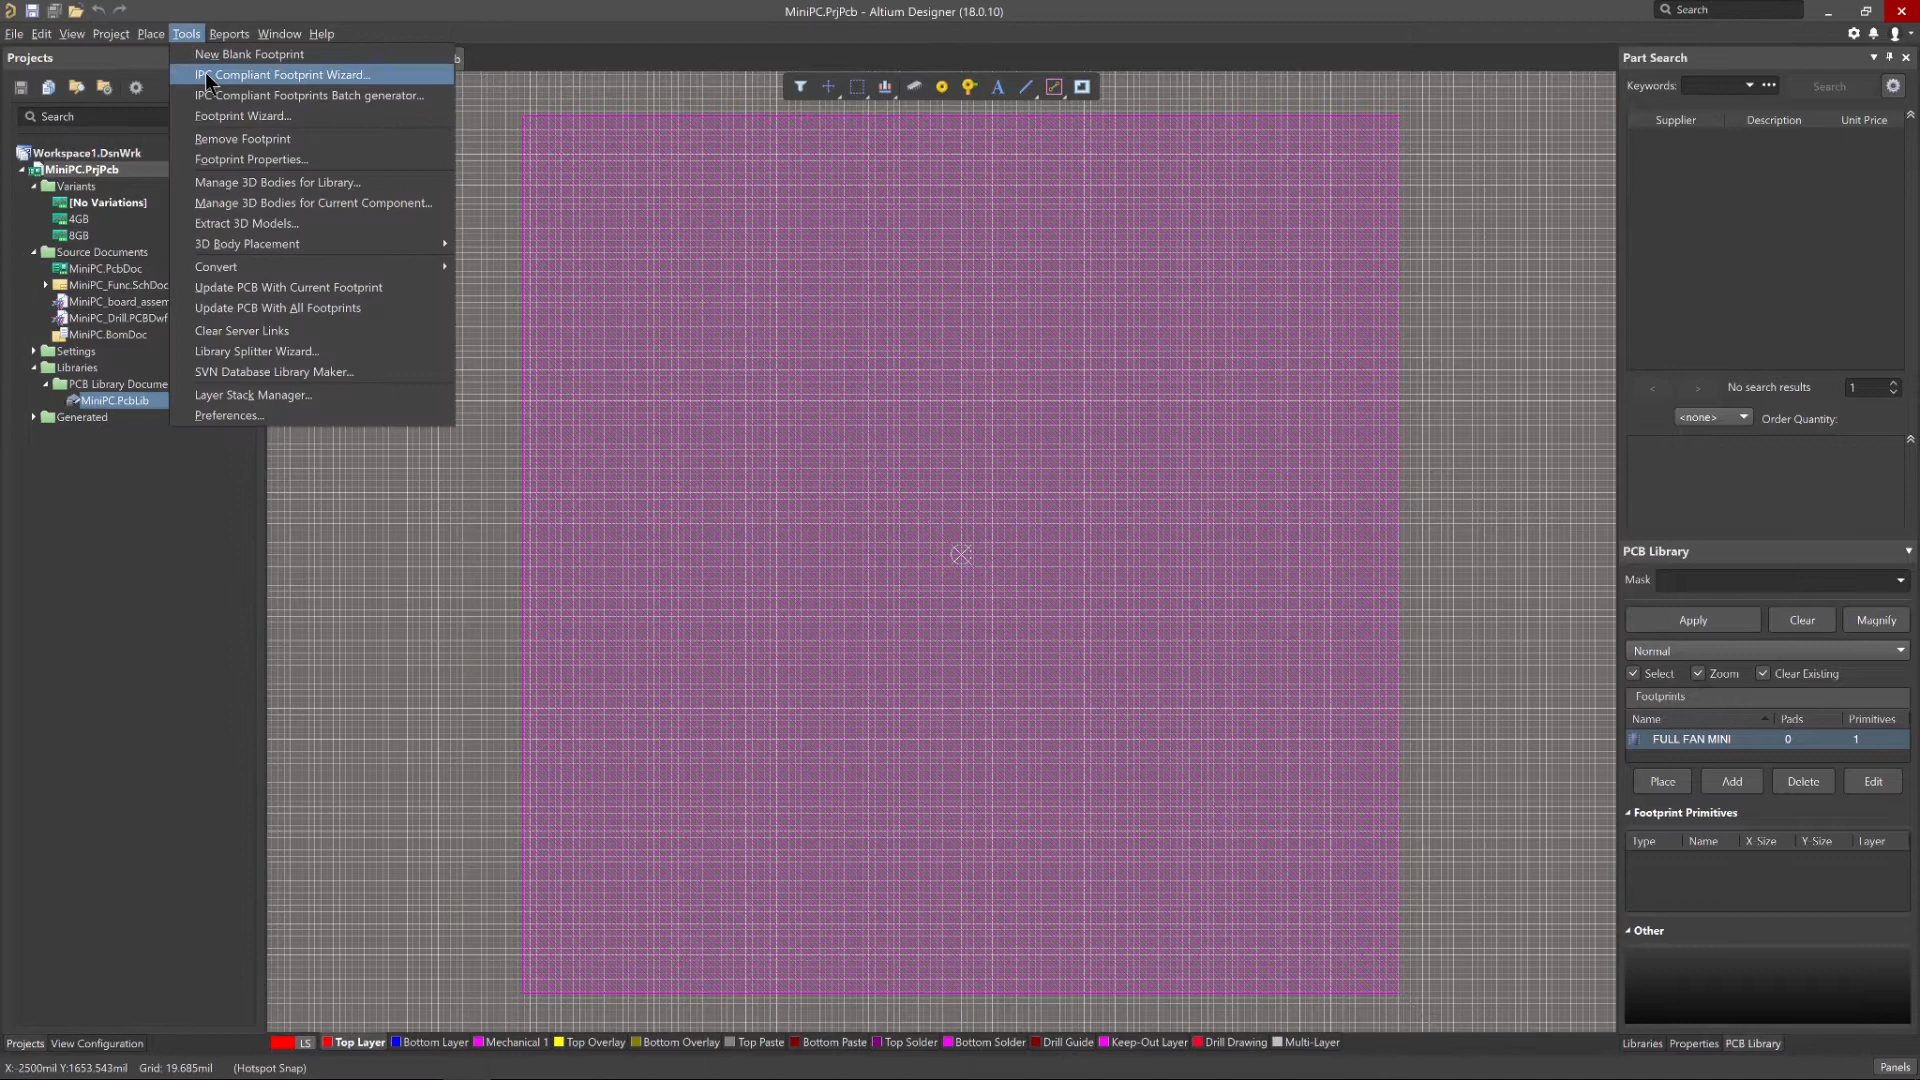 MiniPC.PrjPcb - Altium Designer (18.0.10)
Search
File Edit View Project Place Tools Reports Window Help
Projects
Search
Workspace1.DsnWrk
MiniPC.PrjPcb
Variants
[No Variations]
4GB
8GB
Source Documents
MiniPC.PcbDoc
MiniPC_Func.SchDoc
MiniPC_board_assem
MiniPC_Drill.PCBDwf
MiniPC.BomDoc
Settings
Libraries
PCB Library Docume
MiniPC.PcbLib
Generated
New Blank Footprint
IPC Compliant Footprint Wizard...
IPC Compliant Footprints Batch generator...
Footprint Wizard...
Remove Footprint
Footprint Properties...
Manage 3D Bodies for Library...
Manage 3D Bodies for Current Component...
Extract 3D Models...
3D Body Placement
Convert
Update PCB With Current Footprint
Update PCB With All Footprints
Clear Server Links
Library Splitter Wizard...
SVN Database Library Maker...
Layer Stack Manager...
Preferences...
b
A
Part Search
Keywords: ... Search
Supplier Description Unit Price
< > No search results 1
<none> Order Quantity:
PCB Library
Mask
Apply Clear Magnify
Normal
Select Zoom Clear Existing
Footprints
Name Pads Primitives
FULL FAN MINI 0 1
Place Add Delete Edit
Footprint Primitives
Type Name X-Size Y-Size Layer
Other
Projects View Configuration
LS Top Layer Bottom Layer Mechanical 1 Top Overlay Bottom Overlay Top Paste Bottom Paste Top Solder Bottom Solder Drill Guide Keep-Out Layer Drill Drawing Multi-Layer
Libraries Properties PCB Library
X:-2500mil Y:1653.543mil Grid: 19.685mil (Hotspot Snap)
Panels